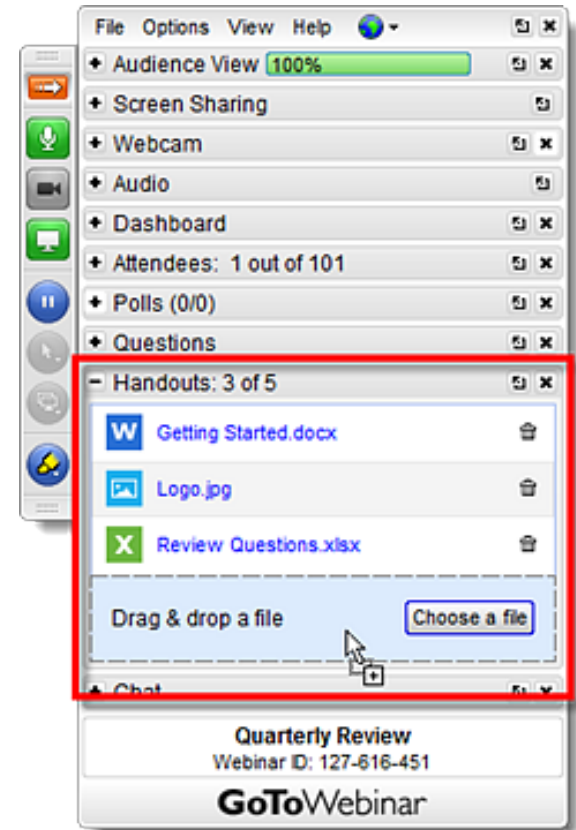 File Options View Help
Audience View 100%
Screen Sharing
Webcam
Audio
Dashboard
Attendees: 1 out of 101
Polls (0/0)
Questions
Handouts: 3 of 5
W Getting Started.docx
Logo.jpg
X Review Questions.xlsx
Drag & drop a file Choose a file
Chat
Quarterly Review
Webinar ID: 127-616-451
GoToWebinar